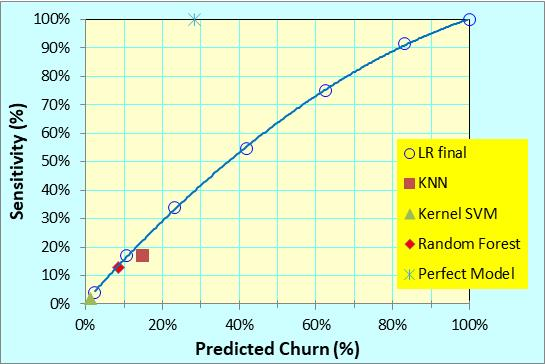 100%
90%
80%
70%
60%
50%
40%
30%
20%
10%
0%
Sensitivity (%)
LR final
KNN
Kernel SVM
Random Forest
Perfect Model
0% 20% 40% 60% 80% 100%
Predicted Churn (%)